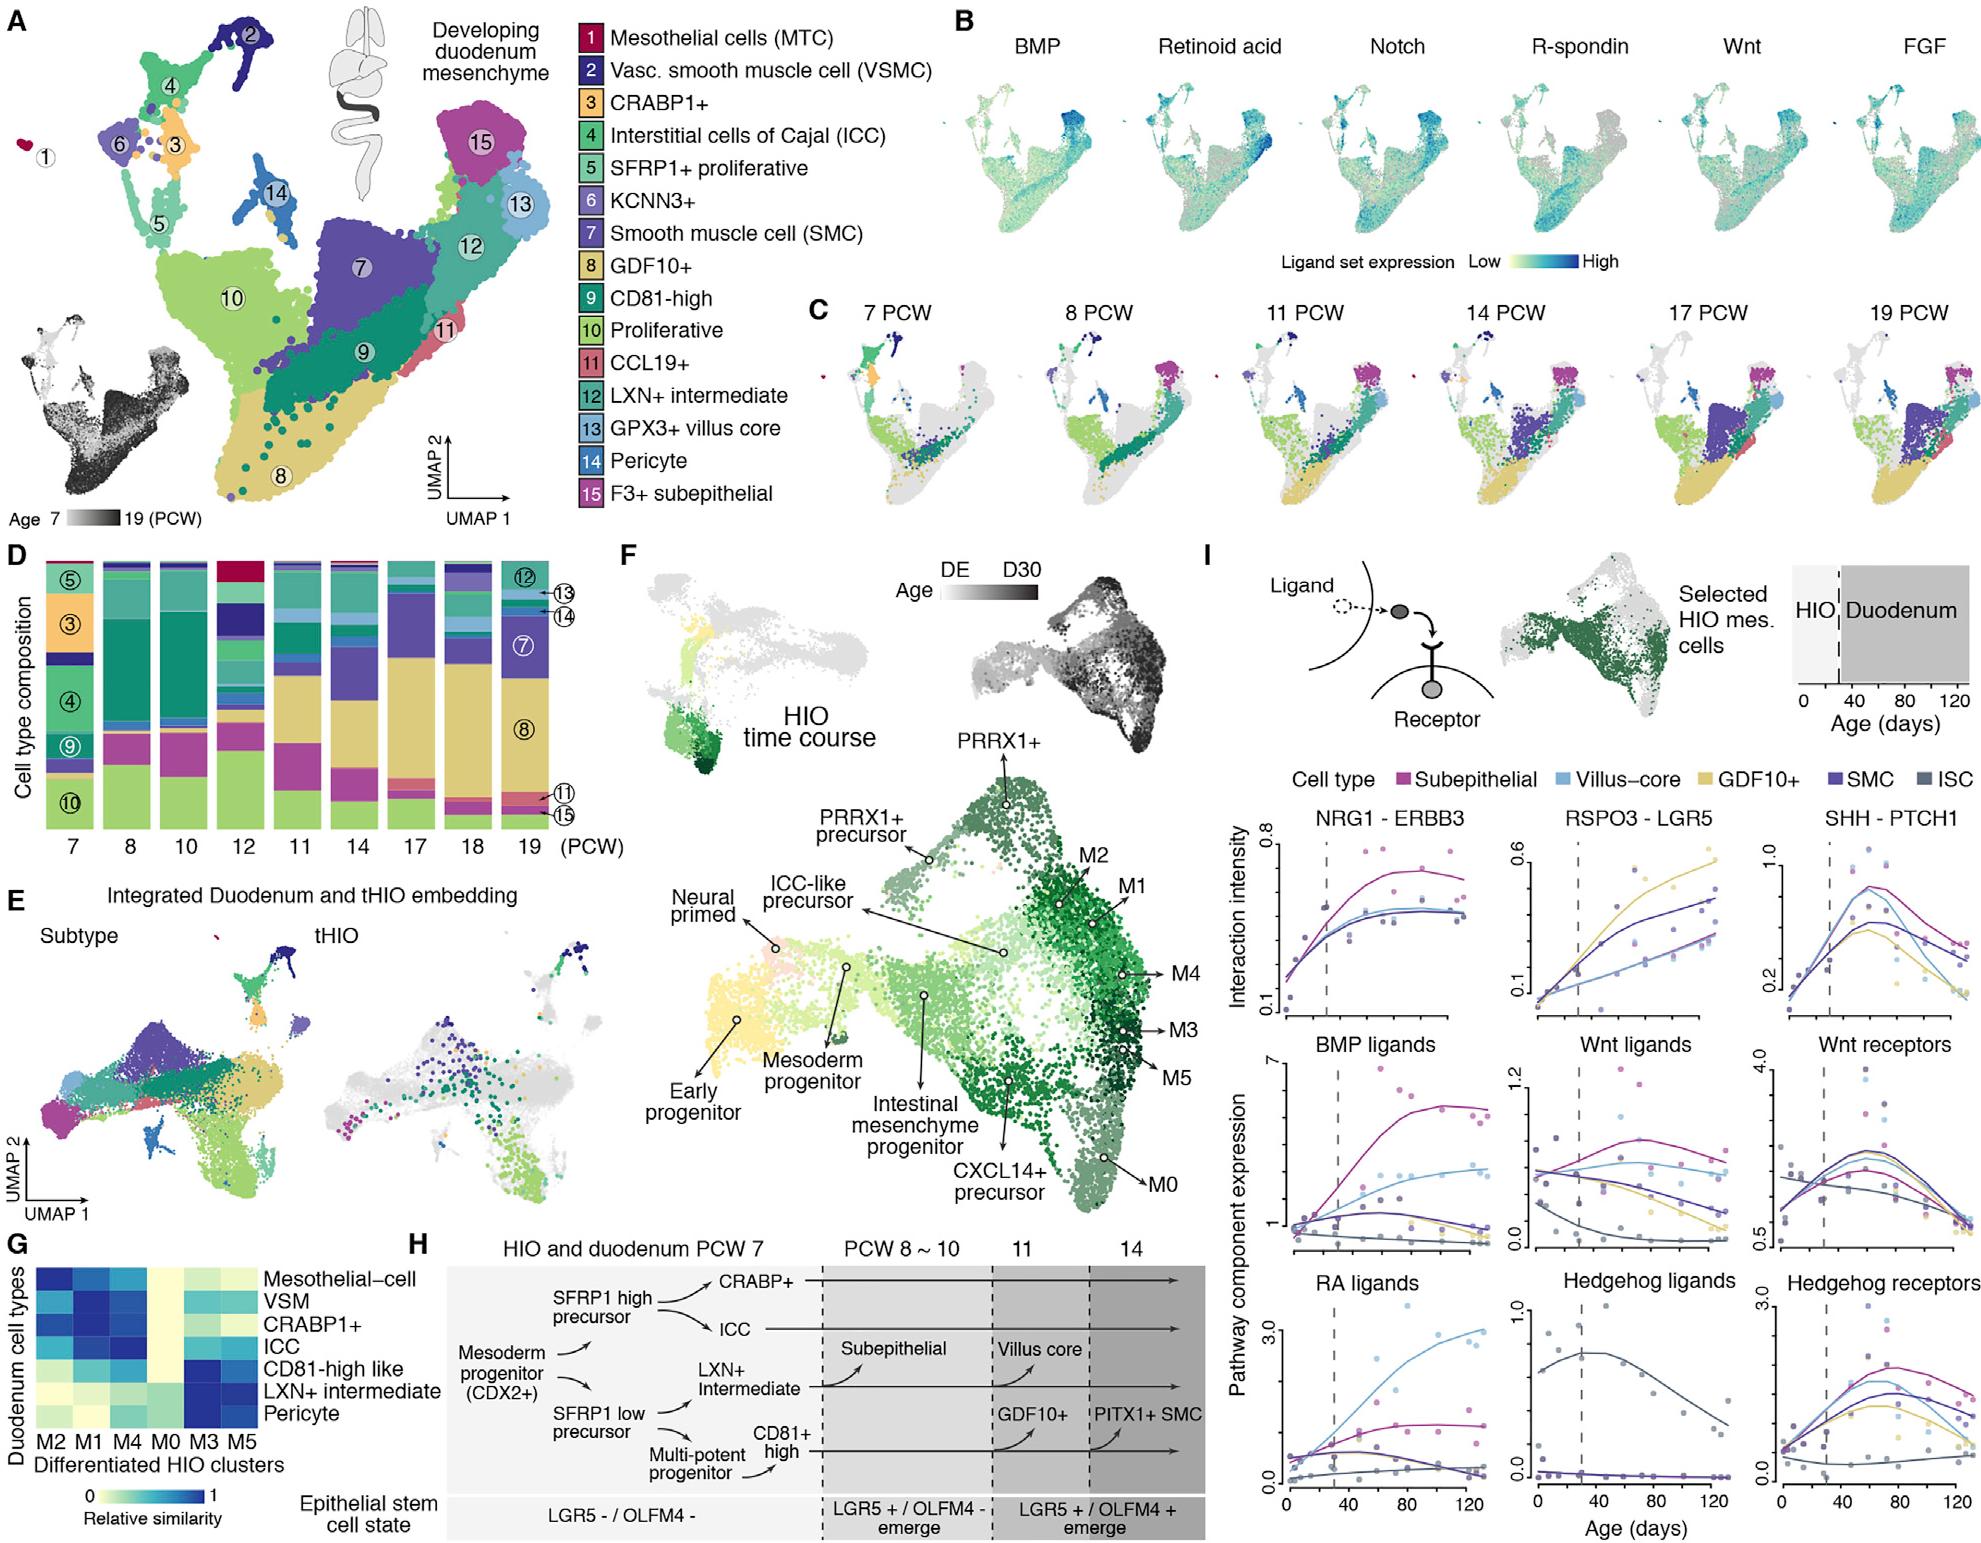 A
Developing
duodenum
mesenchyme
1
2
3
4
5
6
7
8
9
10
11
12
13
14
15
1 Mesothelial cells (MTC)
2 Vasc. smooth muscle cell (VSMC)
3 CRABP1+
4 Interstitial cells of Cajal (ICC)
5 SFRP1+ proliferative
6 KCNN3+
7 Smooth muscle cell (SMC)
8 GDF10+
9 CD81-high
10 Proliferative
11 CCL19+
12 LXN+ intermediate
13 GPX3+ villus core
14 Pericyte
15 F3+ subepithelial
Age 7 19 (PCW)
UMAP 2
UMAP 1
B
BMP
Retinoid acid
Notch
R-spondin
Wnt
FGF
Ligand set expression Low High
C
7 PCW
8 PCW
11 PCW
14 PCW
17 PCW
19 PCW
D
Cell type composition
5
3
4
9
10
12
13
14
7
8
11
15
7 8 10 12 11 14 17 18 19 (PCW)
E
Integrated Duodenum and tHIO embedding
Subtype
tHIO
UMAP 2
UMAP 1
F
Age
DE D30
HIO
time course
PRRX1+
PRRX1+
precursor
ICC-like
precursor
Neural
primed
M2
M1
M4
M3
M5
M0
Early
progenitor
Mesoderm
progenitor
Intestinal
mesenchyme
progenitor
CXCL14+
precursor
G
Duodenum cell types
Mesothelial–cell
VSM
CRABP1+
ICC
CD81-high like
LXN+ intermediate
Pericyte
M2 M1 M4 M0 M3 M5
Differentiated HIO clusters
0 1
Relative similarity
H
HIO and duodenum PCW 7
PCW 8 ~ 10
11
14
Mesoderm
progenitor
(CDX2+)
SFRP1 high
precursor
SFRP1 low
precursor
CRABP+
ICC
LXN+
Intermediate
Multi-potent
progenitor
CD81+
high
Subepithelial
Villus core
GDF10+
PITX1+ SMC
Epithelial stem
cell state
LGR5 - / OLFM4 -
LGR5 + / OLFM4 -
emerge
LGR5 + / OLFM4 +
emerge
I
Ligand
Receptor
Selected
HIO mes.
cells
HIO
Duodenum
0 40 80 120
Age (days)
Cell type Subepithelial Villus–core GDF10+ SMC ISC
Interaction intensity
NRG1 - ERBB3
0.8
0.1
RSPO3 - LGR5
0.6
0.1
SHH - PTCH1
1.0
0.2
Pathway component expression
BMP ligands
7
1
Wnt ligands
1.2
0.0
Wnt receptors
4.0
0.5
RA ligands
3.0
0.0
Hedgehog ligands
1.0
0.0
Hedgehog receptors
3.0
0.0
0 40 80 120
0 40 80 120
0 40 80 120
Age (days)